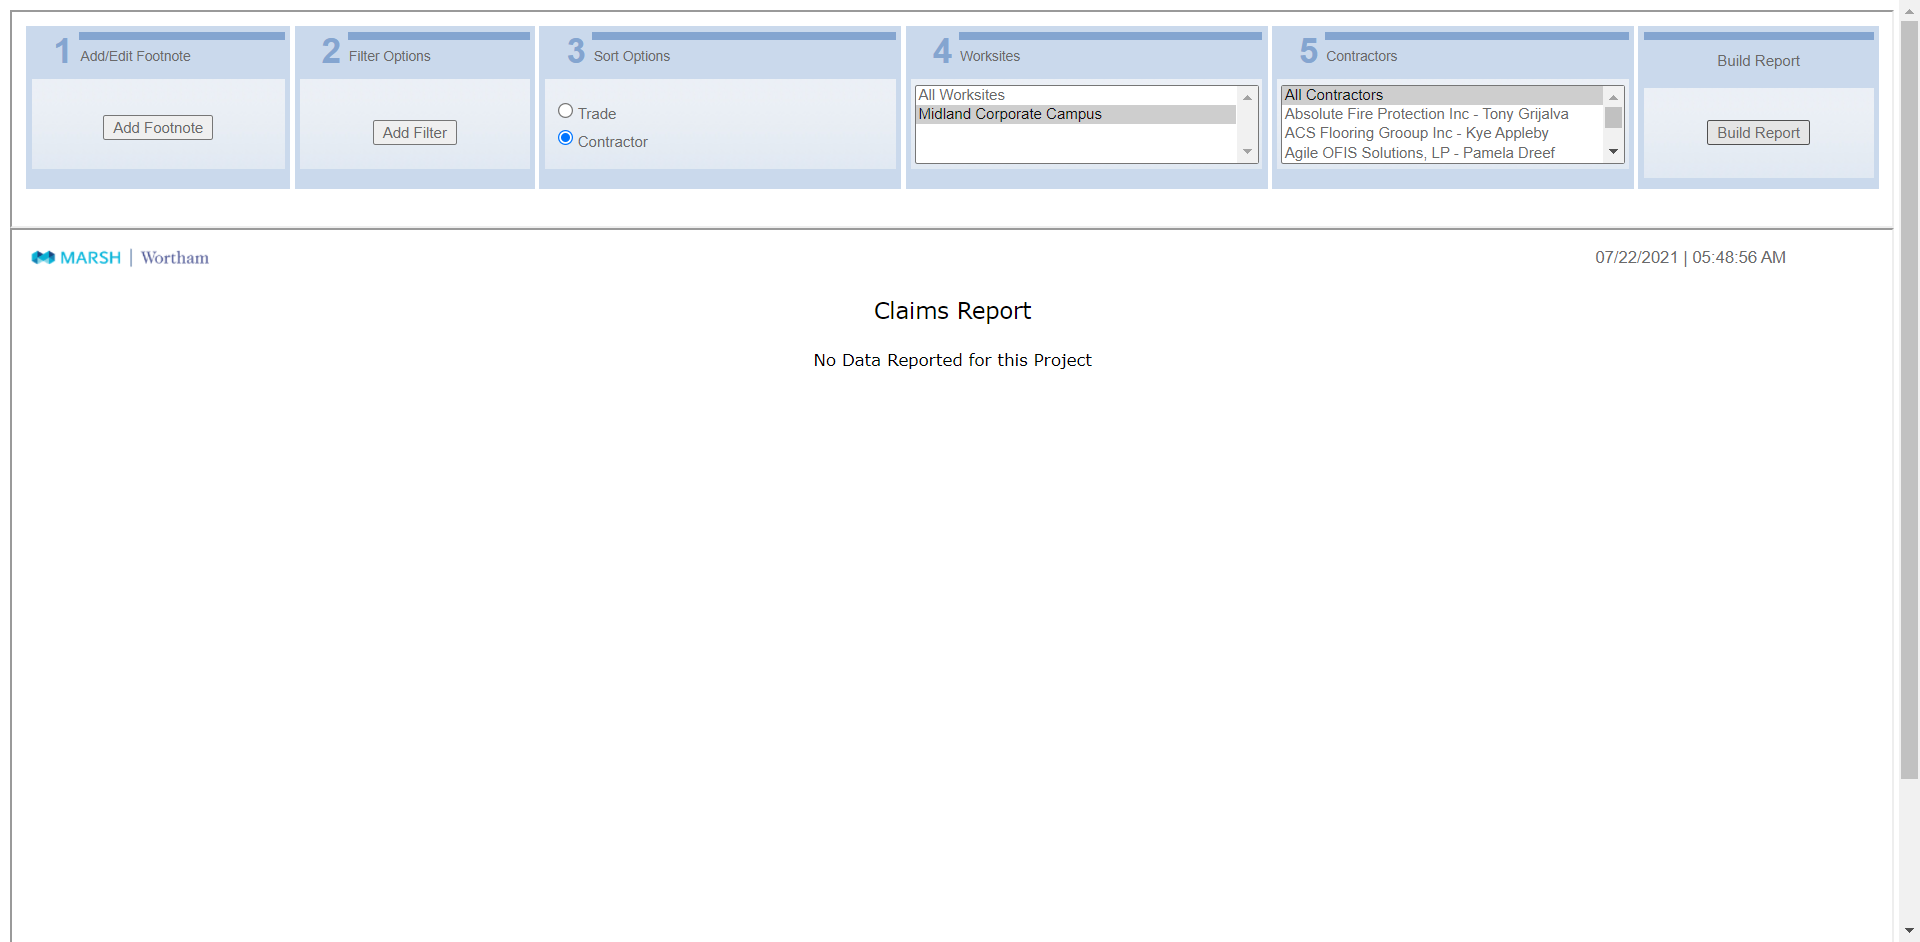 1 Add/Edit Footnote
Add Footnote
2 Filter Options
Add Filter
3 Sort Options
Trade
Contractor
4 Worksites
All Worksites
Midland Corporate Campus
5 Contractors
All Contractors
Absolute Fire Protection Inc - Tony Grijalva
ACS Flooring Grooup Inc - Kye Appleby
Agile OFIS Solutions, LP - Pamela Dreef
Build Report
Build Report
MARSH | Wortham
07/22/2021 | 05:48:56 AM
Claims Report
No Data Reported for this Project